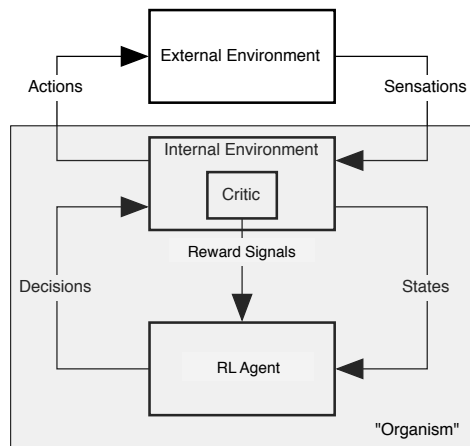 External Environment
Actions
Sensations
Internal Environment
Critic
Reward Signals
Decisions
States
RL Agent
"Organism"